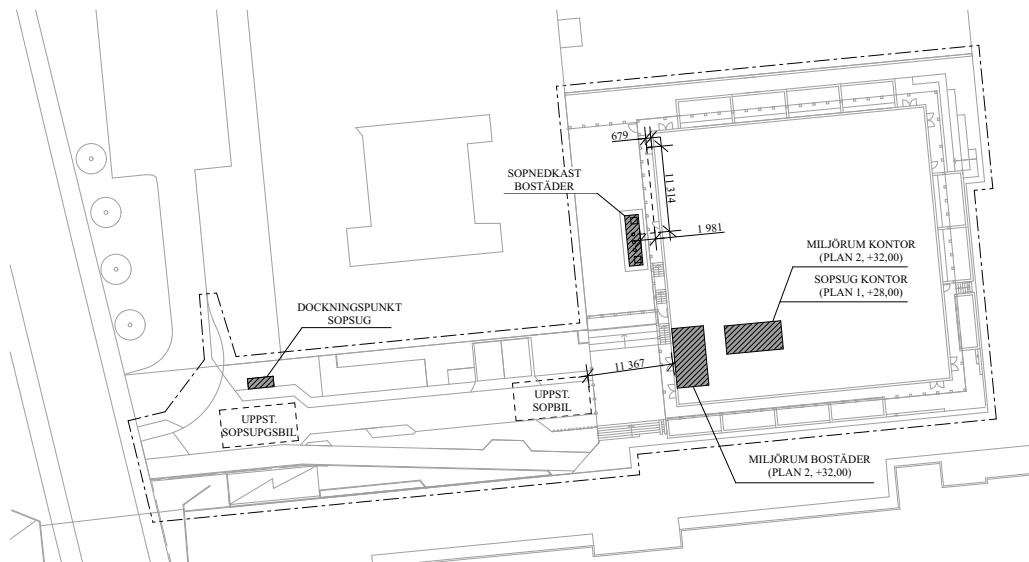 679
SOPNEDKAST
BOSTÄDER
11 314
1 981
MILJÖRUM KONTOR
(PLAN 2, +32,00)
SOPSUG KONTOR
(PLAN 1, +28,00)
DOCKNINGSPUNKT
SOPSUG
11 367
UPPST.
SOPBIL
UPPST.
SOPSUPGSBIL
MILJÖRUM BOSTÄDER
(PLAN 2, +32,00)